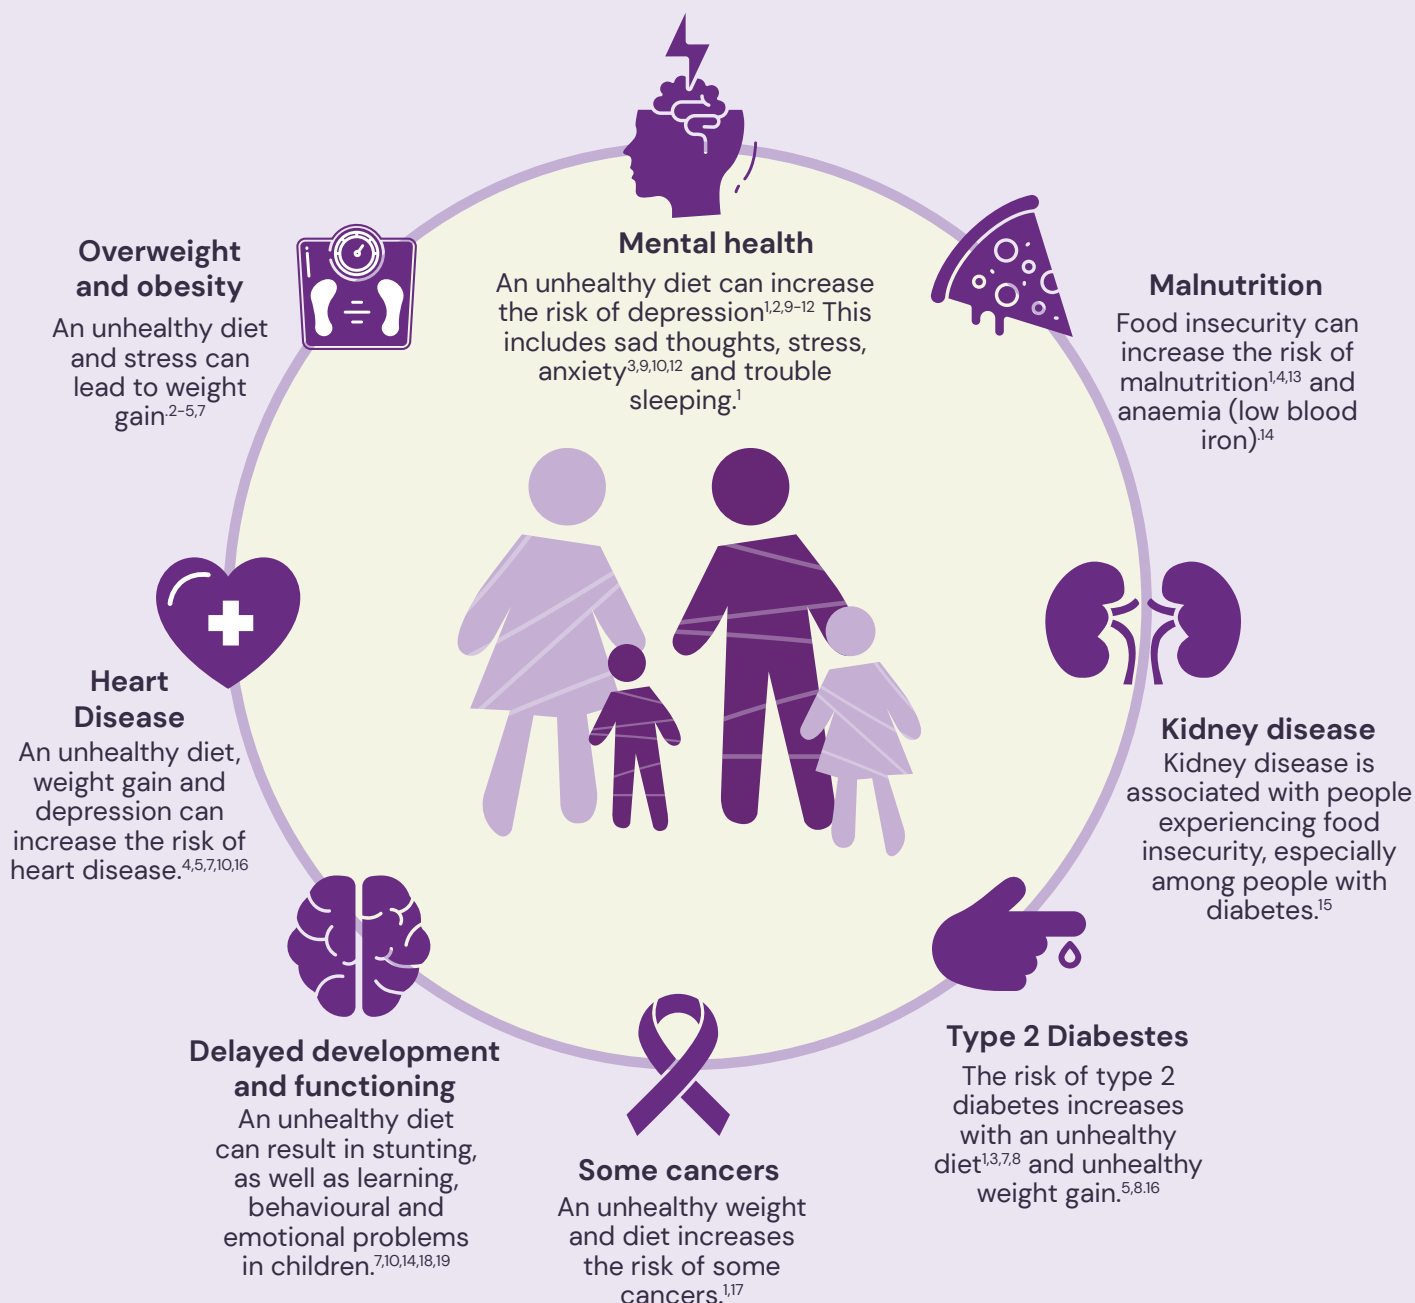 Mental health
An unhealthy diet can increase
the risk of depression1,2,9-12 This
includes sad thoughts, stress,
anxiety3,9,10,12 and trouble
sleeping.1
Overweight
and obesity
An unhealthy diet
and stress can
lead to weight
gain.2-5,7
Malnutrition
Food insecurity can
increase the risk of
malnutrition1,4,13 and
anaemia (low blood
iron).14
Heart
Disease
An unhealthy diet,
weight gain and
depression can
increase the risk of
heart disease.4,5,7,10,16
Kidney disease
Kidney disease is
associated with people
experiencing food
insecurity, especially
among people with
diabetes.15
Delayed development
and functioning
An unhealthy diet
can result in stunting,
as well as learning,
behavioural and
emotional problems
in children.7,10,14,18,19
Some cancers
An unhealthy weight
and diet increases
the risk of some
cancers.1,17
Type 2 Diabestes
The risk of type 2
diabetes increases
with an unhealthy
diet1,3,7,8 and unhealthy
weight gain.5,8.16